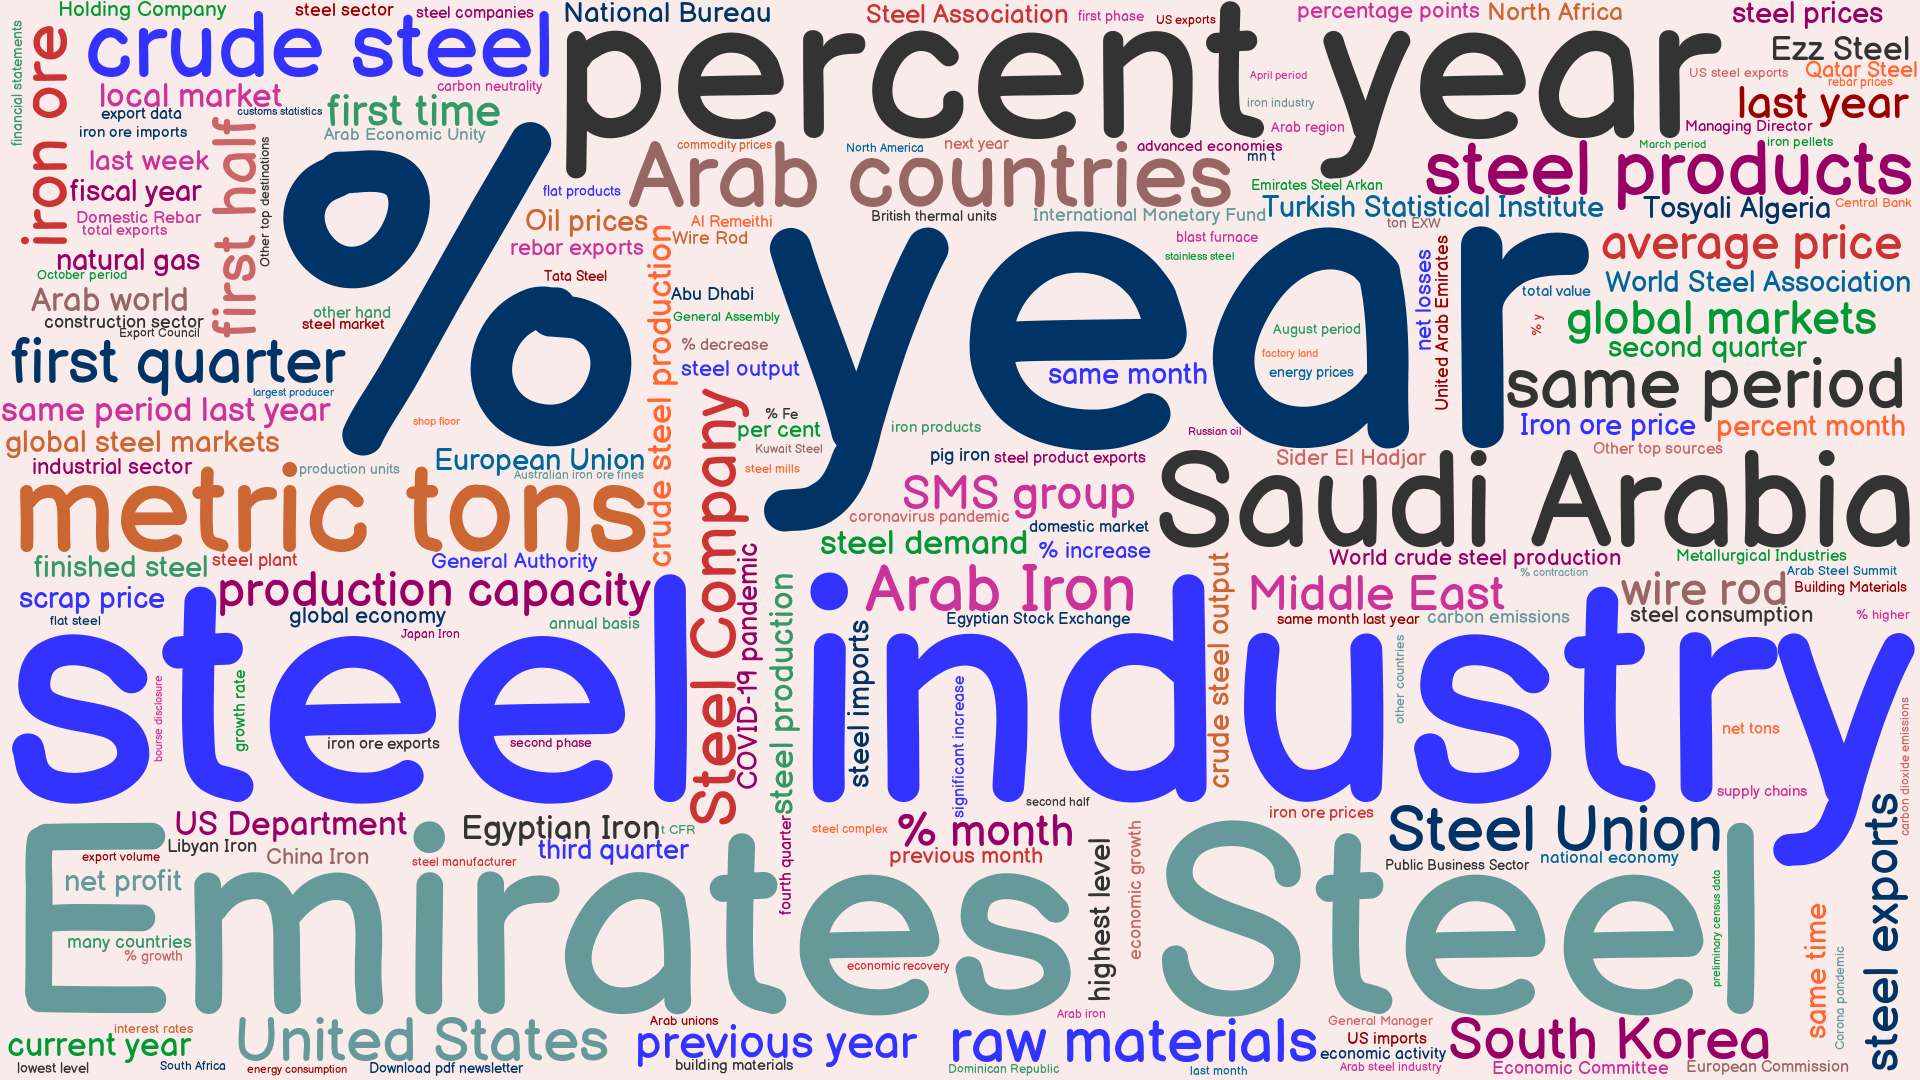 Holding Company
steel sector
steel companies
National Bureau
Steel Association
first phase
US exports
percentage points
North Africa
steel prices
financial statements
iron ore
crude steel
percent year
Ezz Steel
US steel exports
Qatar Steel
rebar prices
carbon neutrality
April period
local market
first time
iron industry
last year
export data
customs statistics
iron ore imports
Arab Economic Unity
Arab region
Managing Director
first half
Other top destinations
commodity prices
North America
next year
advanced economies
mn t
March period
iron pellets
last week
% year
Arab countries
steel products
fiscal year
flat products
Emirates Steel Arkan
Domestic Rebar
total exports
Oil prices
Al Remeithi
British thermal units
International Monetary Fund
Turkish Statistical Institute
Tosyali Algeria
Central Bank
ton EXW
rebar exports
Wire Rod
blast furnace
average price
natural gas
stainless steel
October period
Tata Steel
net losses
United Arab Emirates
World Steel Association
Arab world
Abu Dhabi
total value
construction sector
other hand
steel market
General Assembly
August period
% y
global markets
Export Council
crude steel production
% decrease
factory land
second quarter
first quarter
steel output
same month
energy prices
same period
largest producer
same period last year
shop floor
% Fe
per cent
iron products
Russian oil
Iron ore price
percent month
global steel markets
Kuwait Steel
industrial sector
production units
European Union
Australian iron ore fines
steel mills
pig iron
steel product exports
Sider El Hadjar
Other top sources
metric tons
Steel Company
SMS group
Saudi Arabia
coronavirus pandemic
domestic market
steel demand
% increase
finished steel
steel plant
General Authority
World crude steel production
Metallurgical Industries
% contraction
Arab Steel Summit
scrap price
production capacity
COVID-19 pandemic
steel production
Arab Iron
crude steel output
Middle East
wire rod
Building Materials
flat steel
global economy
Japan Iron
annual basis
Egyptian Stock Exchange
same month last year
carbon emissions
steel consumption
% higher
steel industry
steel imports
other countries
bourse disclosure
growth rate
significant increase
carbon dioxide emissions
iron ore exports
second phase
net tons
supply chains
second half
iron ore prices
US Department
Egyptian Iron
t CFR
steel complex
% month
Steel Union
steel exports
Libyan Iron
China Iron
third quarter
fourth quarter
export volume
steel manufacturer
previous month
Public Business Sector
national economy
net profit
highest level
economic growth
Emirates Steel
preliminary census data
many countries
% growth
economic recovery
same time
Corona pandemic
Arab iron
interest rates
Arab unions
General Manager
current year
United States
previous year
raw materials
US imports
South Korea
economic activity
lowest level
South Africa
energy consumption
Download pdf newsletter
building materials
Dominican Republic
last month
Arab steel industry
Economic Committee
European Commission